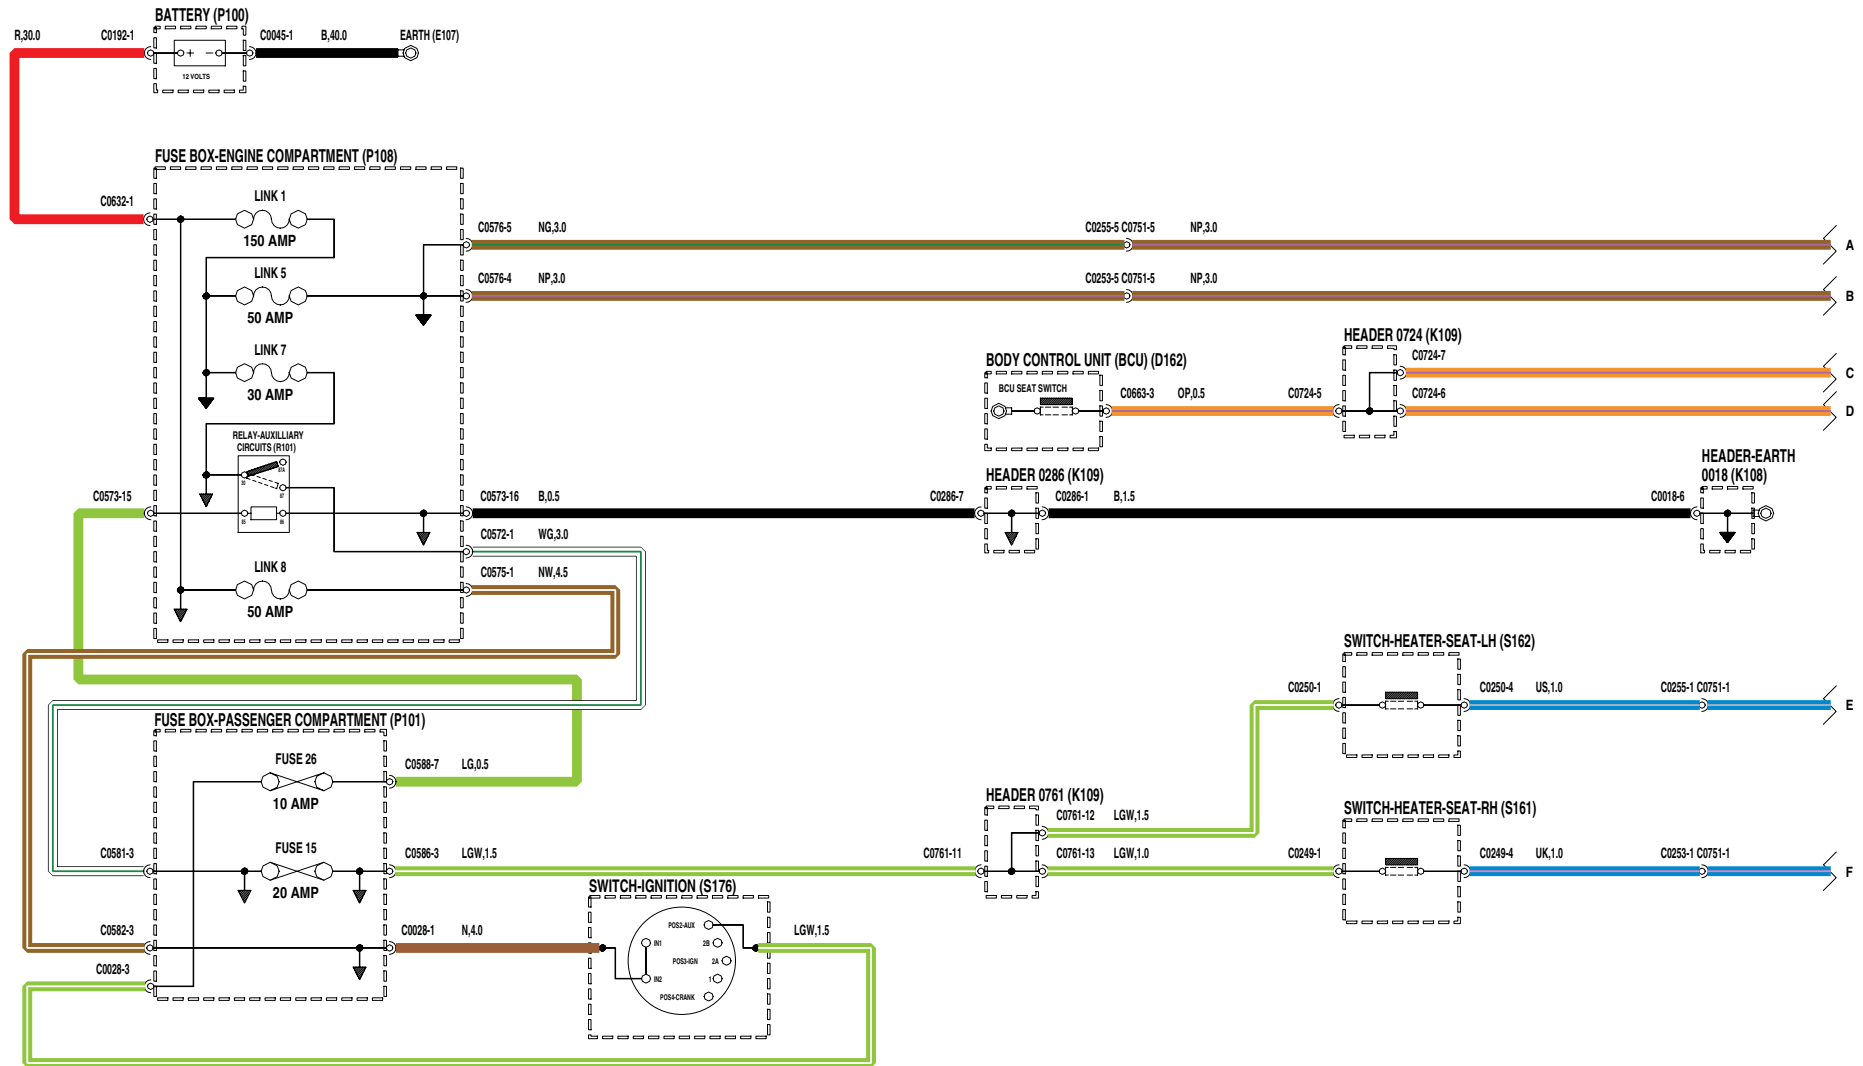 BATTERY (P100)
R,30.0 C0192-1 C0045-1 B,40.0 EARTH (E107)
+ −
12 VOLTS
FUSE BOX-ENGINE COMPARTMENT (P108)
C0632-1 LINK 1
150 AMP
C0576-5 NG,3.0 C0255-5 C0751-5 NP,3.0
A
LINK 5
50 AMP
C0576-4 NP,3.0 C0253-5 C0751-5 NP,3.0
B
LINK 7
30 AMP
HEADER 0724 (K109)
BODY CONTROL UNIT (BCU) (D162)
BCU SEAT SWITCH
C0724-7
C
C0663-3 OP,0.5 C0724-5 C0724-6
D
RELAY-AUXILLIARY
CIRCUITS (R101)
87A
30
87
85 86
HEADER 0286 (K109)
HEADER-EARTH
0018 (K108)
C0573-15 C0573-16 B,0.5 C0286-7 C0286-1 B,1.5 C0018-6
C0572-1 WG,3.0
LINK 8
50 AMP
C0575-1 NW,4.5
SWITCH-HEATER-SEAT-LH (S162)
C0250-1 C0250-4 US,1.0 C0255-1 C0751-1
E
FUSE BOX-PASSENGER COMPARTMENT (P101)
FUSE 26
10 AMP
C0588-7 LG,0.5
HEADER 0761 (K109)
C0761-12 LGW,1.5
SWITCH-HEATER-SEAT-RH (S161)
C0581-3 FUSE 15
20 AMP
C0586-3 LGW,1.5 C0761-11 C0761-13 LGW,1.0 C0249-1 C0249-4 UK,1.0 C0253-1 C0751-1
F
SWITCH-IGNITION (S176)
C0582-3 C0028-1 N,4.0 LGW,1.5
POS2-AUX
IN1 2B
POS3-IGN 2A
IN2 1
POS4-CRANK
C0028-3